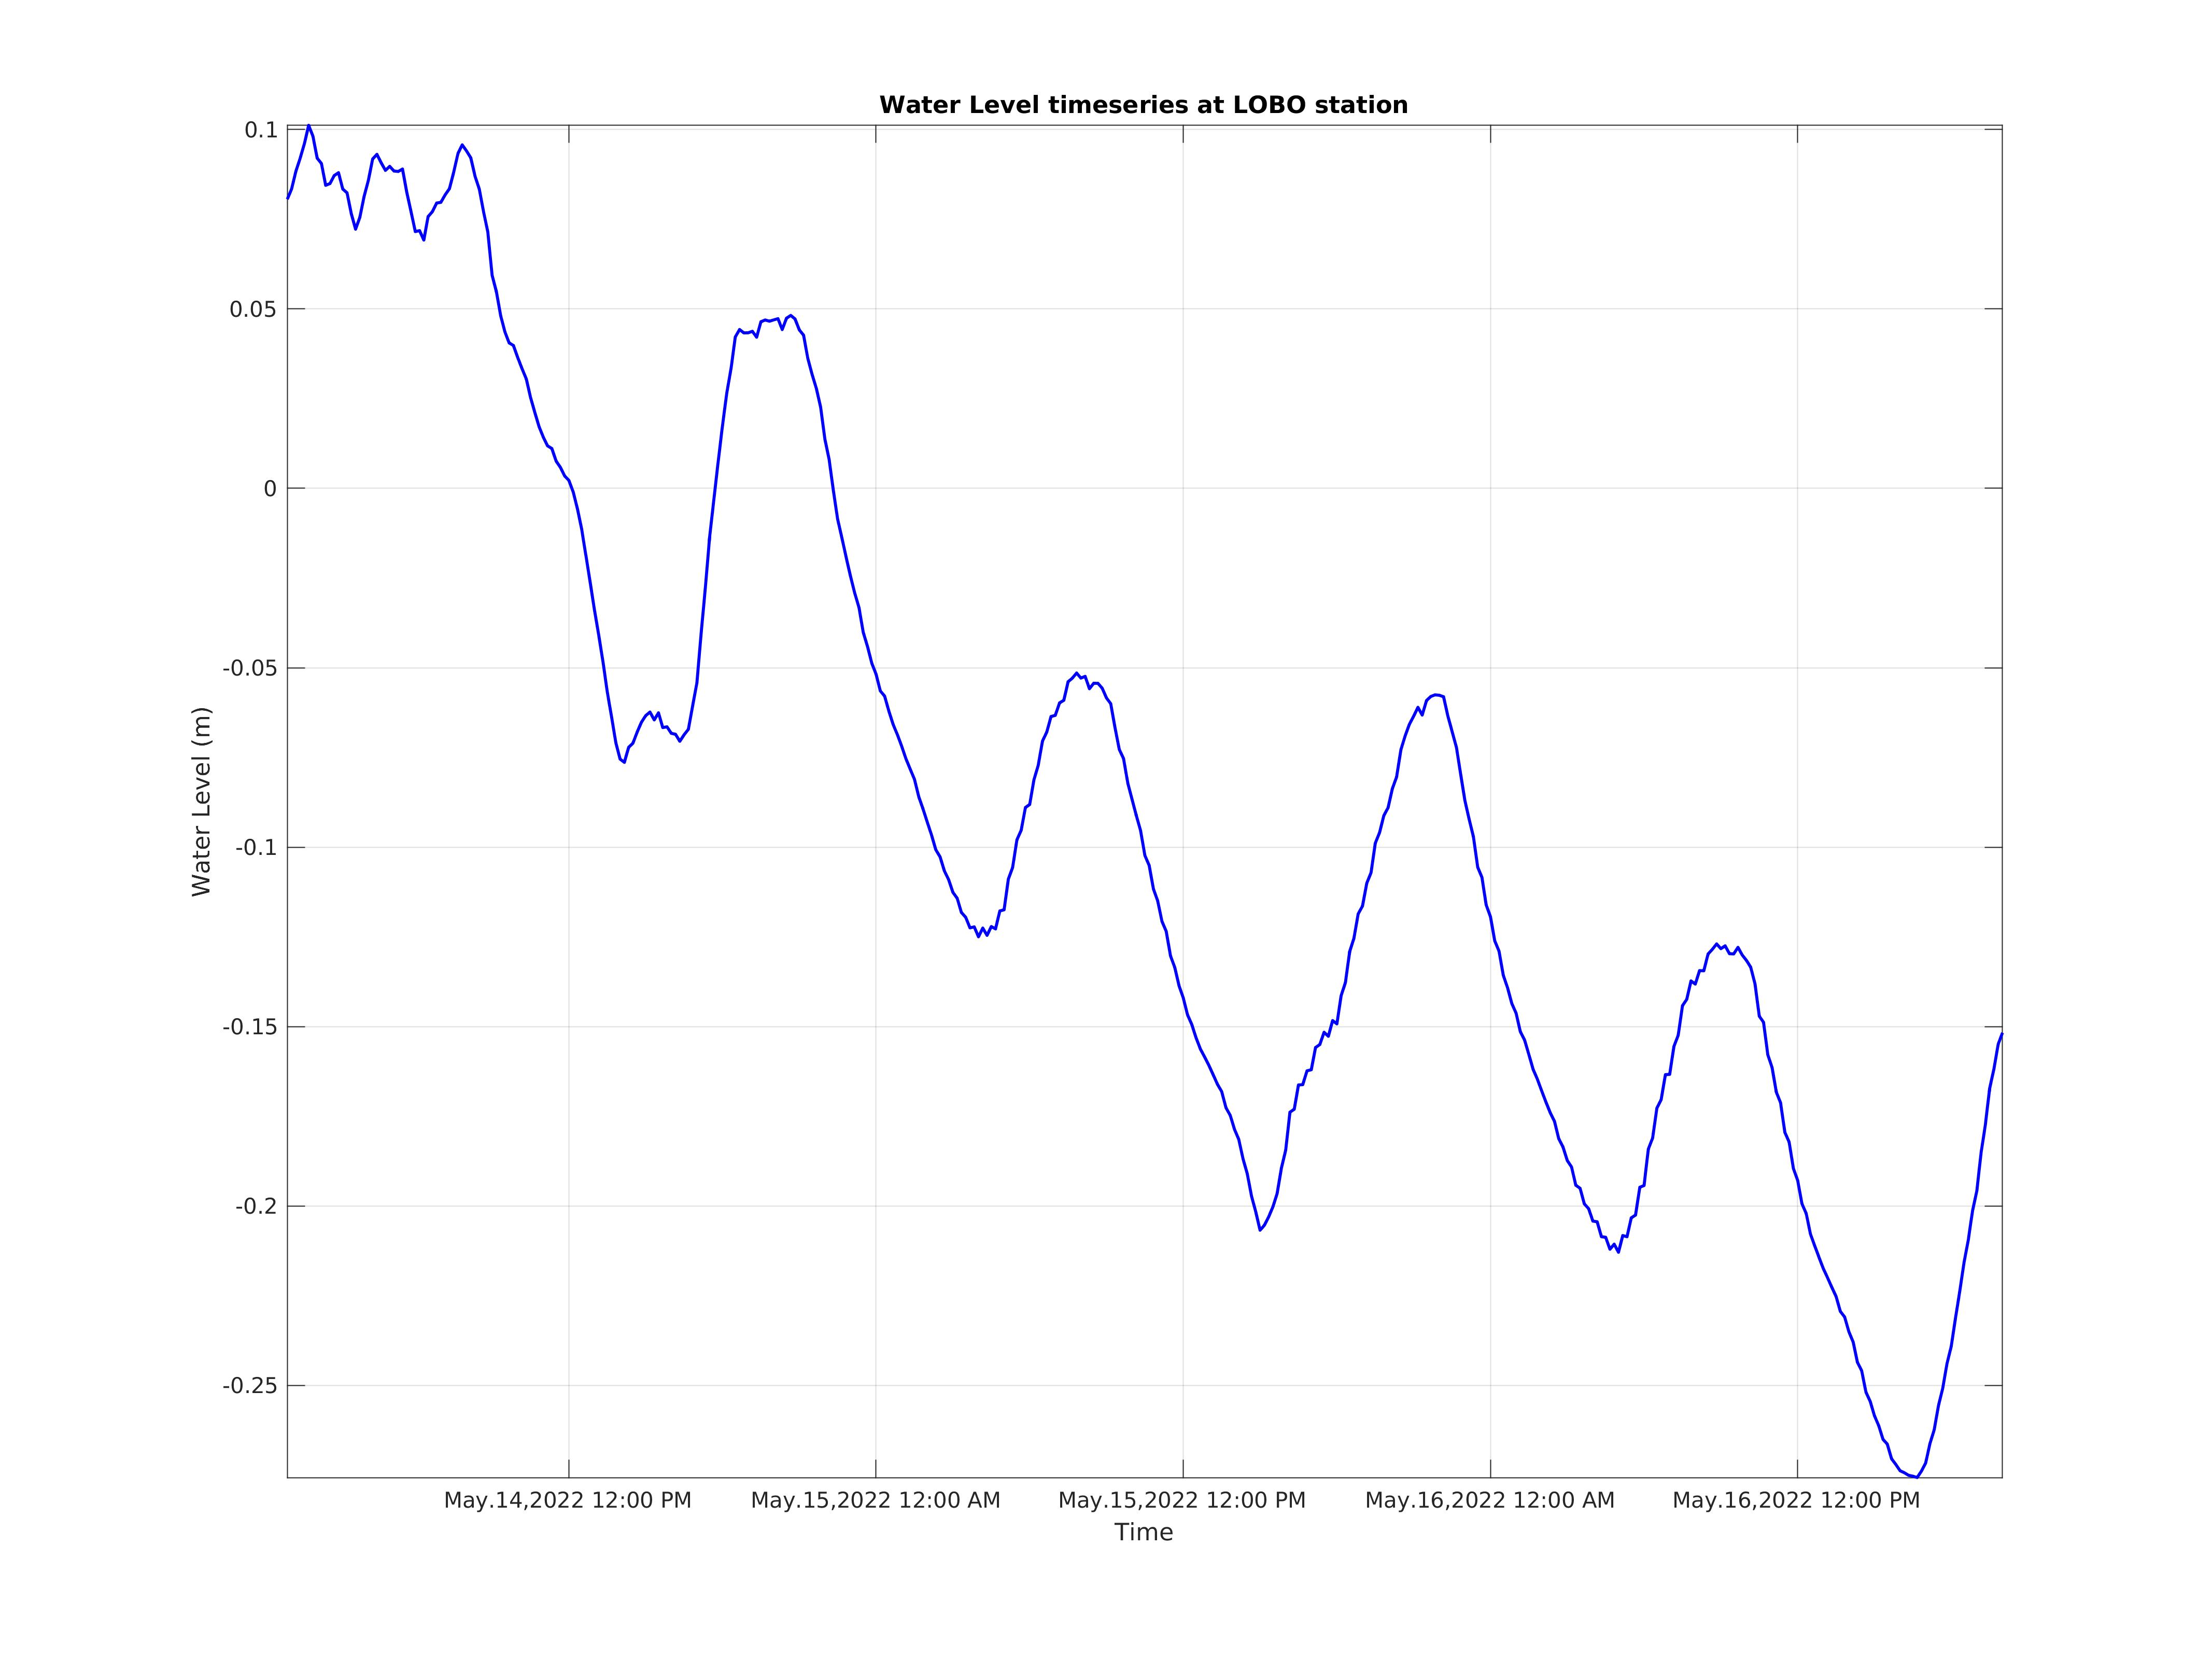 Water Level timeseries at LOBO station
0.1
0.05
0
-0.05
-0.1
-0.15
-0.2
-0.25
Water Level (m)
May.14,2022 12:00 PM
May.15,2022 12:00 AM
May.15,2022 12:00 PM
May.16,2022 12:00 AM
May.16,2022 12:00 PM
Time